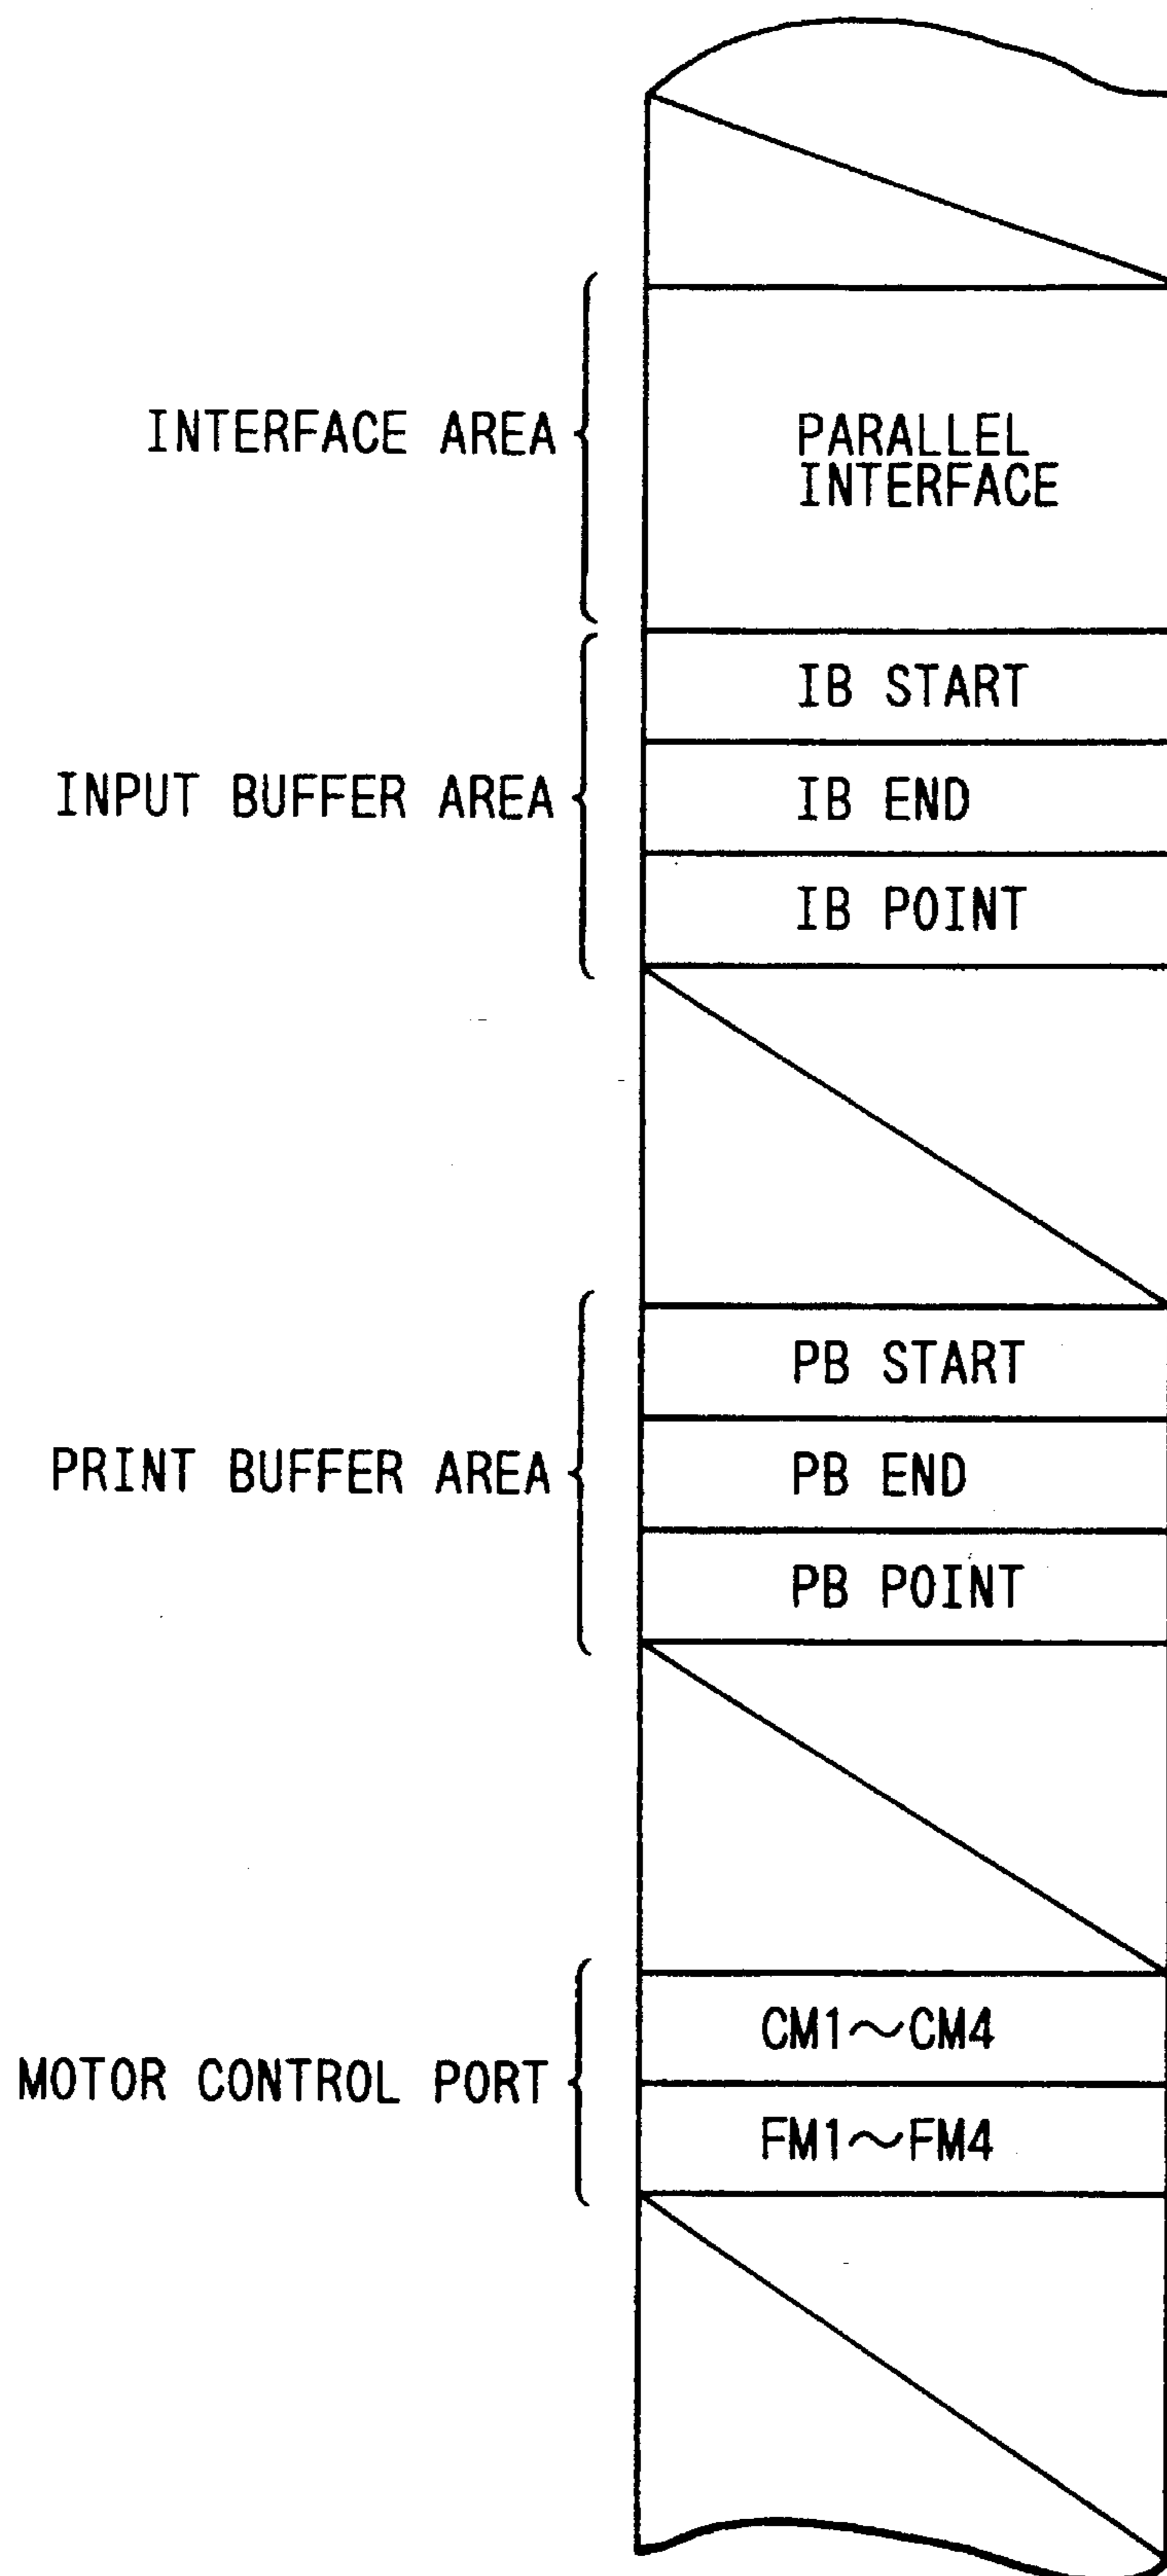 INTERFACE AREA
PARALLEL
INTERFACE
INPUT BUFFER AREA
IB START
IB END
IB POINT
PRINT BUFFER AREA
PB START
PB END
PB POINT
MOTOR CONTROL PORT
CM1～CM4
FM1～FM4